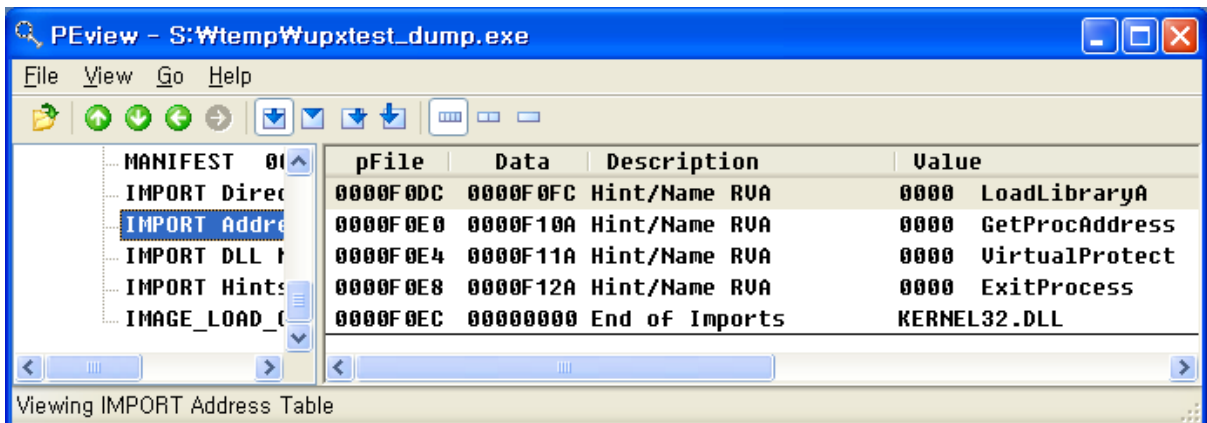 PEview - S:₩temp₩upxtest_dump.exe
File View Go Help
pFile Data Description Value
MANIFEST 00
IMPORT Direc
IMPORT Addre
IMPORT DLL N
IMPORT Hints
IMAGE_LOAD_C
0000F0DC 0000F0FC Hint/Name RVA 0000 LoadLibraryA
0000F0E0 0000F10A Hint/Name RVA 0000 GetProcAddress
0000F0E4 0000F11A Hint/Name RVA 0000 VirtualProtect
0000F0E8 0000F12A Hint/Name RVA 0000 ExitProcess
0000F0EC 00000000 End of Imports KERNEL32.DLL
Viewing IMPORT Address Table